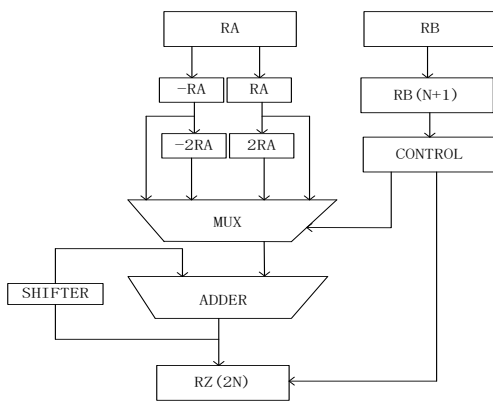 RA
RB
-RA
RA
RB(N+1)
-2RA
2RA
CONTROL
MUX
SHIFTER
ADDER
RZ(2N)